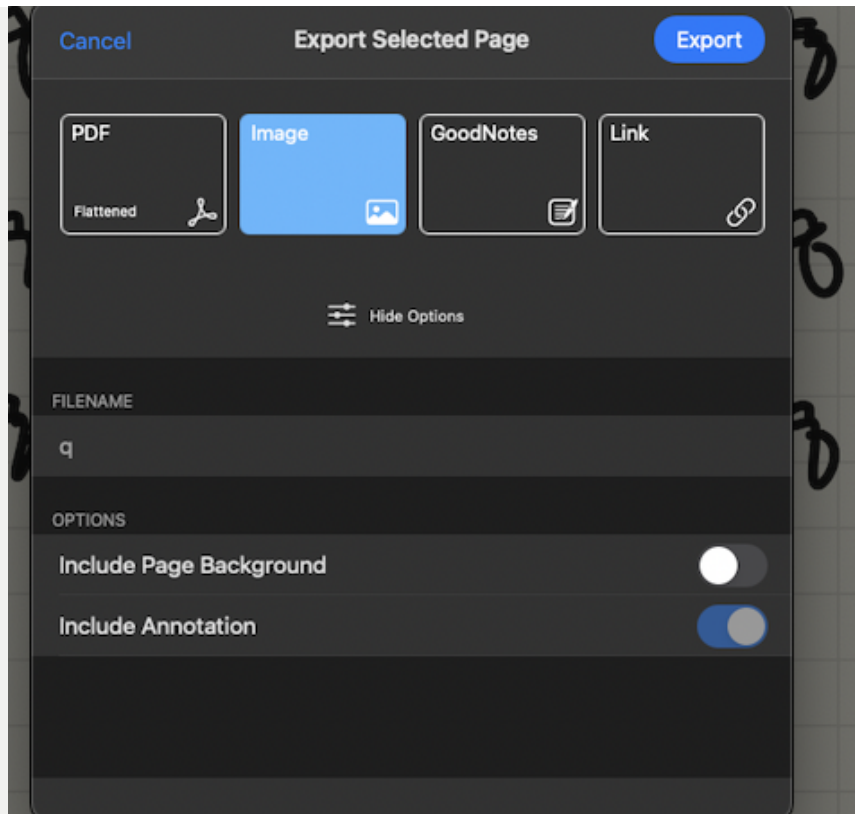 Cancel Export Selected Page Export
PDF Image GoodNotes Link
Flattened
Hide Options
FILENAME
q
OPTIONS
Include Page Background
Include Annotation